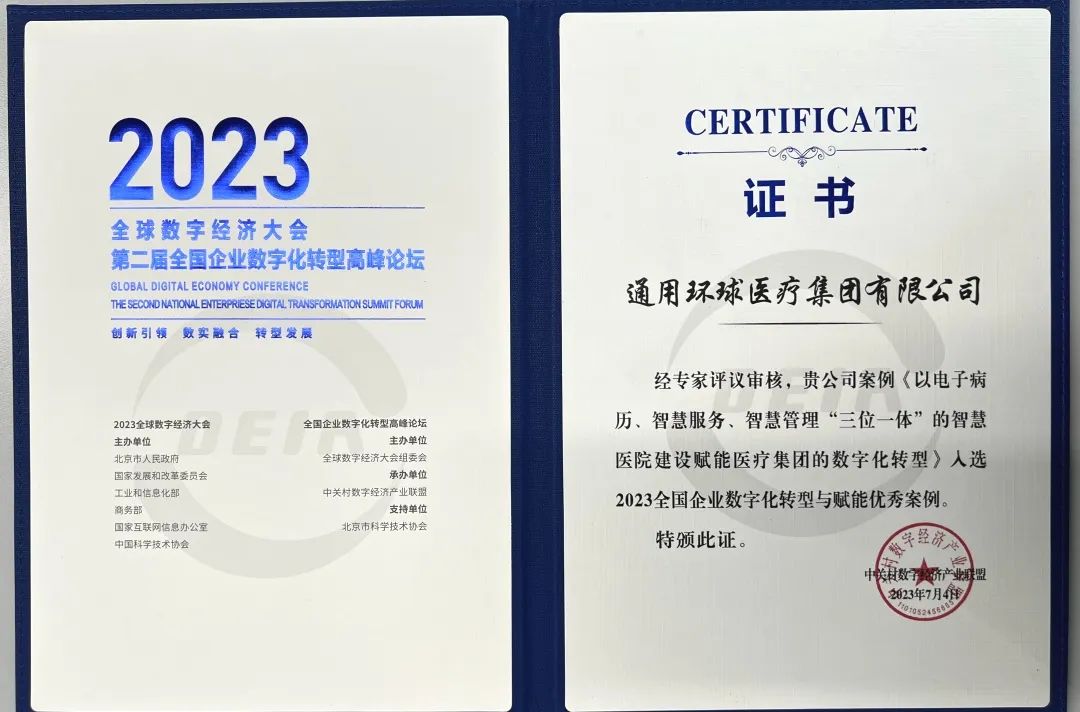 2023
全球数字经济大会
第二届全国企业数字化转型高峰论坛
GLOBAL DIGITAL ECONOMY CONFERENCE
THE SECOND NATIONAL ENTERPRIESE DIGITAL TRANSFORMATION SUMMIT FORUM
创新引领 数实融合 转型发展
2023全球数字经济大会
主办单位
北京市人民政府
国家发展和改革委员会
工业和信息化部
商务部
国家互联网信息办公室
中国科学技术协会
全国企业数字化转型高峰论坛
主办单位
全球数字经济大会组委会
承办单位
中关村数字经济产业联盟
支持单位
北京市科学技术协会
CERTIFICATE
证书
通用环球医疗集团有限公司
经专家评议审核，贵公司案例《以电子病
历、智慧服务、智慧管理“三位一体”的智慧
医院建设赋能医疗集团的数字化转型》入选
2023全国企业数字化转型与赋能优秀案例。
特颁此证。
中关村数字经济产业联盟
2023年7月4日